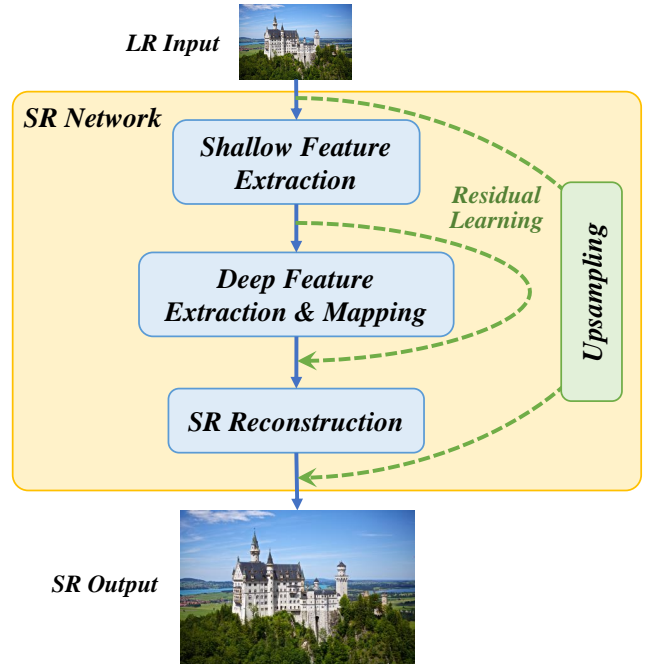 LR Input
SR Network
Shallow Feature
Extraction
Residual
Learning
Upsampling
Deep Feature
Extraction & Mapping
SR Reconstruction
SR Output